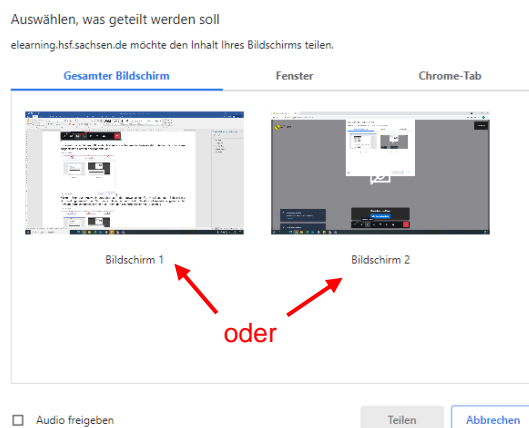 Auswählen, was geteilt werden soll
elearning.hsf.sachsen.de möchte den Inhalt Ihres Bildschirms teilen.
Gesamter Bildschirm Fenster Chrome-Tab
Bildschirm 1 Bildschirm 2
oder
Audio freigeben Teilen Abbrechen